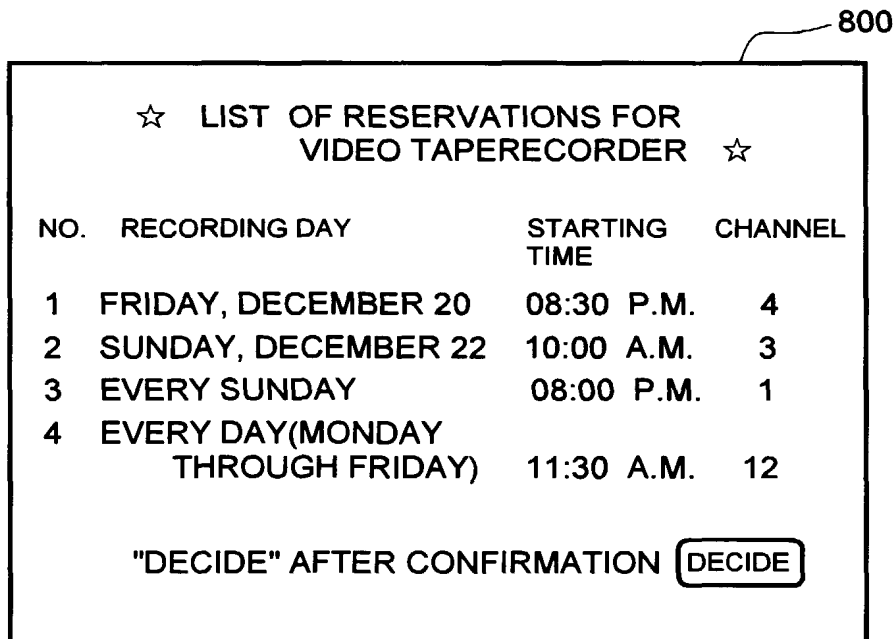 800
☆ LIST OF RESERVATIONS FOR
VIDEO TAPERECORDER ☆
NO. RECORDING DAY STARTING TIME CHANNEL
1 FRIDAY, DECEMBER 20 08:30 P.M. 4
2 SUNDAY, DECEMBER 22 10:00 A.M. 3
3 EVERY SUNDAY 08:00 P.M. 1
4 EVERY DAY(MONDAY
THROUGH FRIDAY) 11:30 A.M. 12
"DECIDE" AFTER CONFIRMATION DECIDE